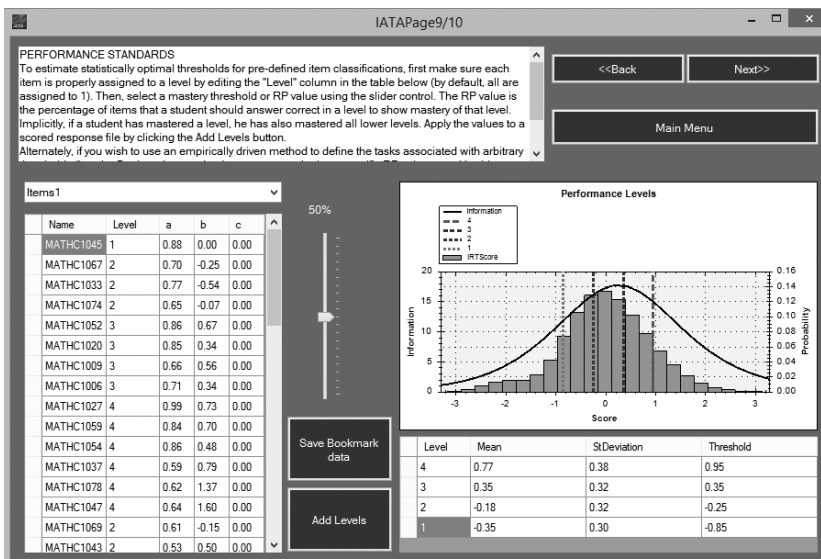 IATAPage9/10
PERFORMANCE STANDARDS
To estimate statistically optimal thresholds for pre-defined item classifications, first make sure each
item is properly assigned to a level by editing the "Level" column in the table below (by default, all are
assigned to 1). Then, select a mastery threshold or RP value using the slider control. The RP value is
the percentage of items that a student should answer correct in a level to show mastery of that level.
Implicitly, if a student has mastered a level, he has also mastered all lower levels. Apply the values to a
scored response file by clicking the Add Levels button.
Alternately, if you wish to use an empirically driven method to define the tasks associated with arbitrary
<<Back
Next>>
Main Menu
Items1
Name Level a b c
MATHC1045 1 0.88 0.00 0.00
MATHC1067 2 0.70 -0.25 0.00
MATHC1033 2 0.77 -0.54 0.00
MATHC1074 2 0.65 -0.07 0.00
MATHC1052 3 0.86 0.67 0.00
MATHC1020 3 0.85 0.34 0.00
MATHC1009 3 0.66 0.56 0.00
MATHC1006 3 0.71 0.34 0.00
MATHC1027 4 0.99 0.73 0.00
MATHC1059 4 0.84 0.70 0.00
MATHC1054 4 0.86 0.48 0.00
MATHC1037 4 0.59 0.79 0.00
MATHC1078 4 0.62 1.37 0.00
MATHC1047 4 0.64 1.60 0.00
MATHC1069 2 0.61 -0.15 0.00
MATHC1043 2 0.53 0.50 0.00
50%
Save Bookmark
data
Add Levels
Performance Levels
Information
4
3
2
1
IRTScore
Information
20
15
10
5
0
0.16
0.14
0.12
0.10
0.08
0.06
0.04
0.02
0.00
Probability
-3 -2 -1 0 1 2 3
Score
Level Mean StDeviation Threshold
4 0.77 0.38 0.95
3 0.35 0.32 0.35
2 -0.18 0.32 -0.25
1 -0.35 0.30 -0.85